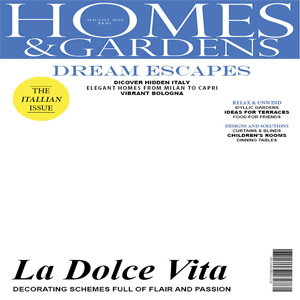 HOMES
& GARDENS
DREAM ESCAPES
DICOVER HIDDEN ITALY
ELEGANT HOMES FROM MILAN TO CAPRI
VIBRANT BOLOGNA
THE
ITALLIAN
ISSUE
RELAX & UNWIND
IDYLLIC GARDENS
IDEAS FOR TERRACES
FOOD FOR FRIENDS
DESIGNS AND SOLUTIONS
CURTAINS & BLINDS
CHILDREN'S ROOMS
DINNING TABLES
La Dolce Vita
DECORATING SCHEMES FULL OF FLAIR AND PASSION